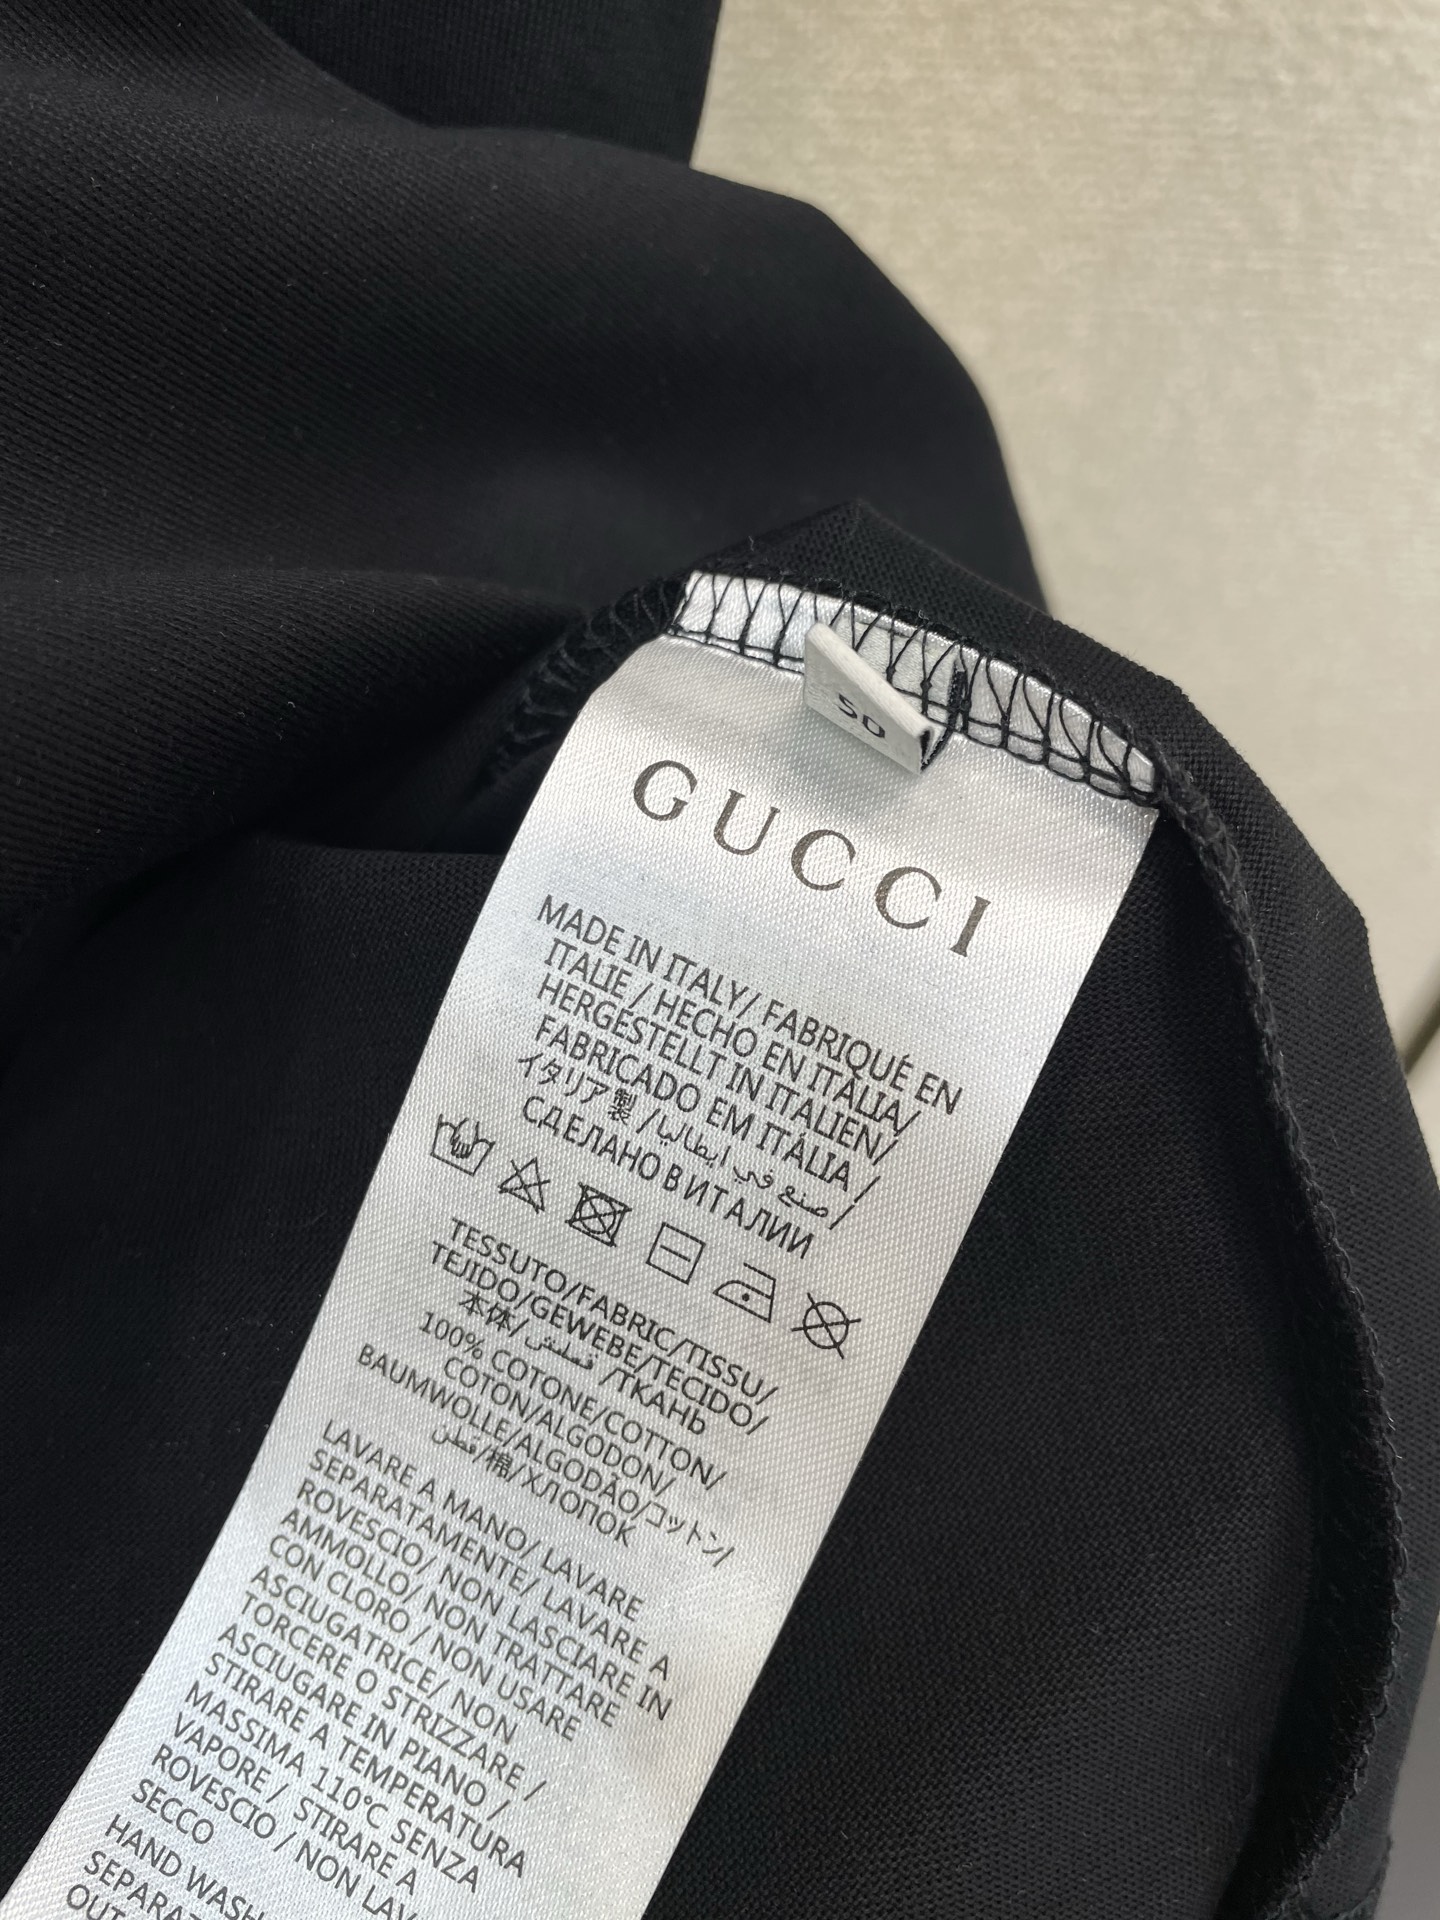 50
GUCCI
MADE IN ITALY/ FABRIQUÉ EN
ITALIE / HECHO EN ITALIA/
HERGESTELLT IN ITALIEN/
FABRICADO EM ITÁLIA /
イタリア製 / صنع في ايطاليا /
СДЕЛАНО В ИТАЛИИ
TESSUTO/FABRIC/TISSU/
TEJIDO/GEWEBE/TECIDO/
本体/ /ТКАНЬ
100% COTONE/COTTON/
COTON/ALGODON/
BAUMWOLLE/ALGODÃO/コットン/
قطن/棉/ХЛОПОК
LAVARE A MANO/ LAVARE
SEPARATAMENTE/ LAVARE A
ROVESCIO/ NON LASCIARE IN
AMMOLLO/ NON TRATTARE
CON CLORO / NON USARE
ASCIUGATRICE/ NON
TORCERE O STRIZZARE /
ASCIUGARE IN PIANO /
STIRARE A TEMPERATURA
MASSIMA 110°C SENZA
VAPORE / STIRARE A
ROVESCIO / NON LAV
SECCO
HAND WASH
SEPARAT
OUT